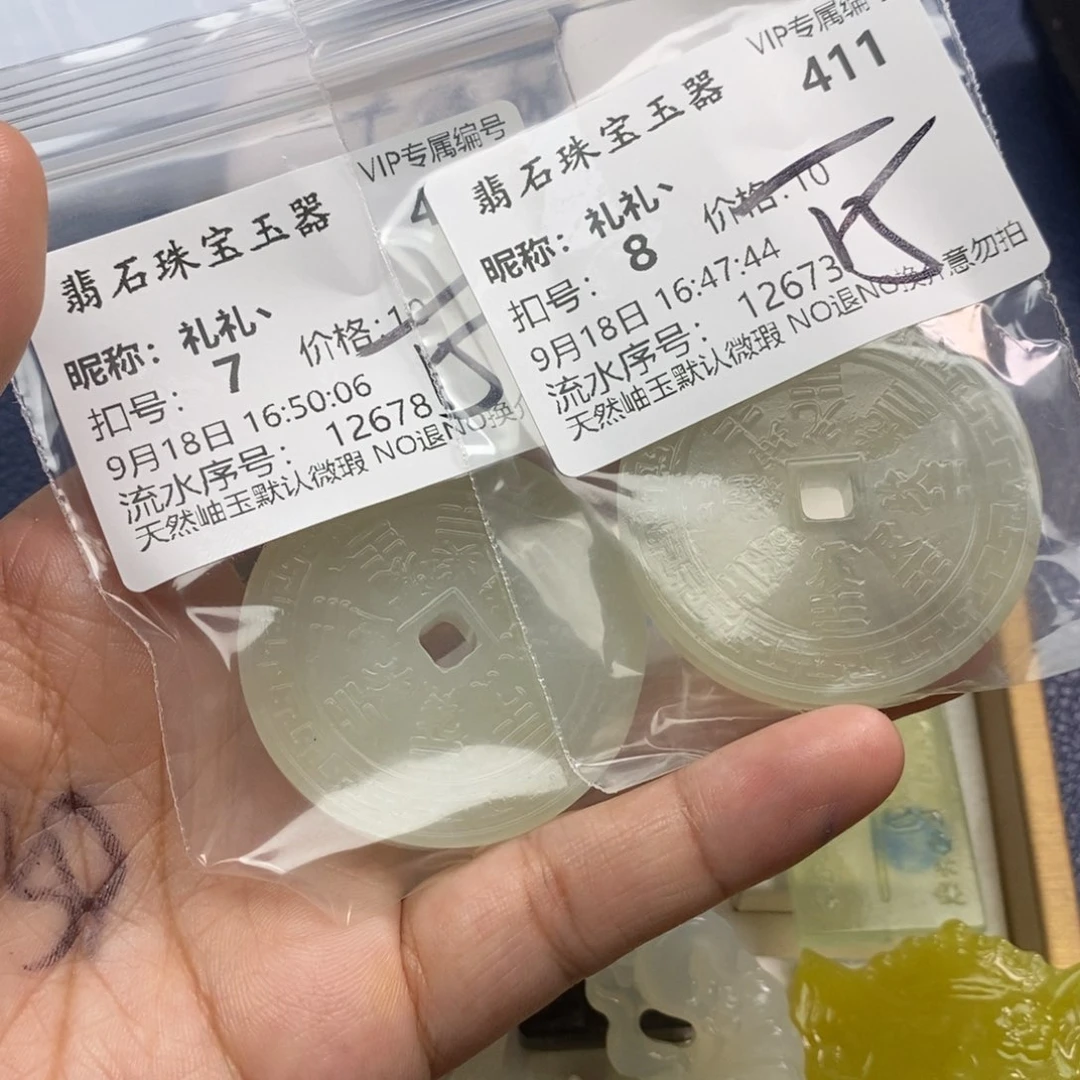 VIP专属编号
翡石珠宝玉器
昵称：礼礼、
扣号：7 价格:1
9月18日 16:50:06
流水序号：12678
天然岫玉默认微瑕 NO退NO换
VIP专属编号
411
翡石珠宝玉器
昵称：礼礼、
扣号：8 价格:10
9月18日 16:47:44
流水序号：12673
天然岫玉默认微瑕 NO退NO换介意勿拍